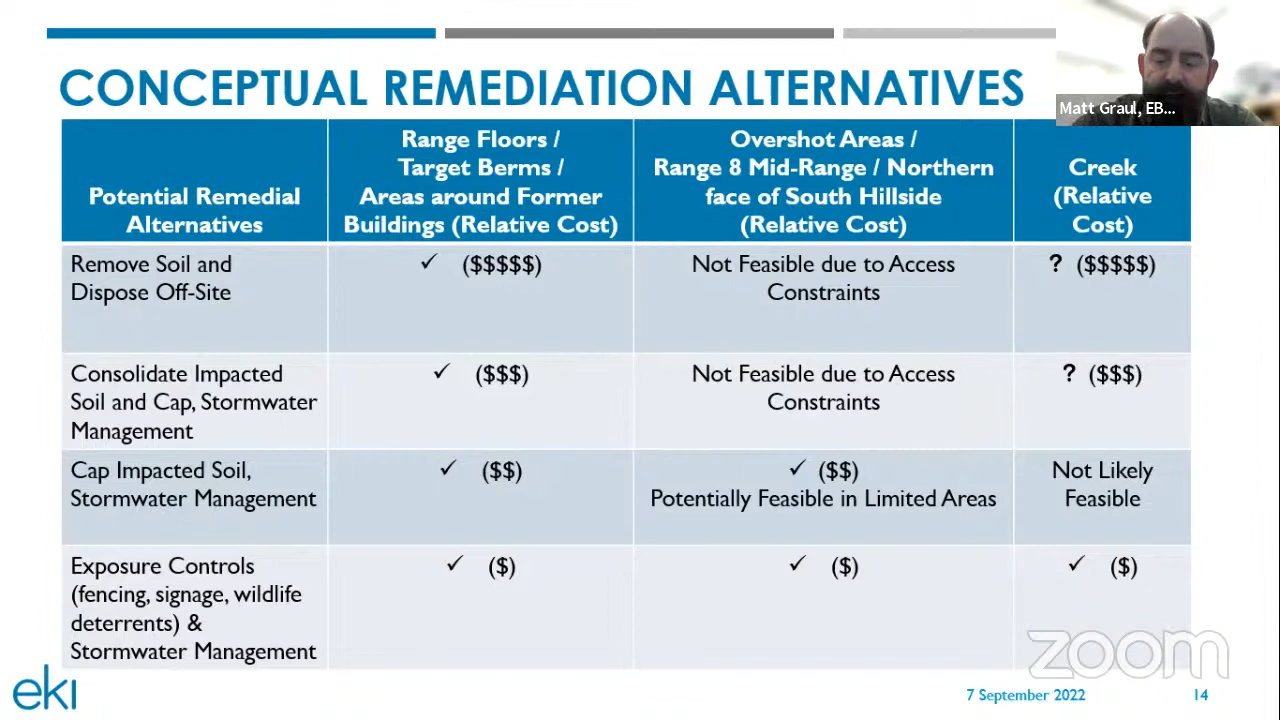 CONCEPTUAL REMEDIATION ALTERNATIVES
Matt Graul, EB...
Potential Remedial
Alternatives
Range Floors /
Target Berms /
Areas around Former
Buildings (Relative Cost)
Overshot Areas /
Range 8 Mid-Range / Northern
face of South Hillside
(Relative Cost)
Creek
(Relative
Cost)
Remove Soil and
Dispose Off-Site
✓ ($$$$$)
Not Feasible due to Access
Constraints
? ($$$$$)
Consolidate Impacted
Soil and Cap, Stormwater
Management
✓ ($$$)
Not Feasible due to Access
Constraints
? ($$$)
Cap Impacted Soil,
Stormwater Management
✓ ($$)
✓ ($$)
Potentially Feasible in Limited Areas
Not Likely
Feasible
Exposure Controls
(fencing, signage, wildlife
deterrents) &
Stormwater Management
✓ ($)
✓ ($)
✓ ($)
zoom
eki
7 September 2022
14